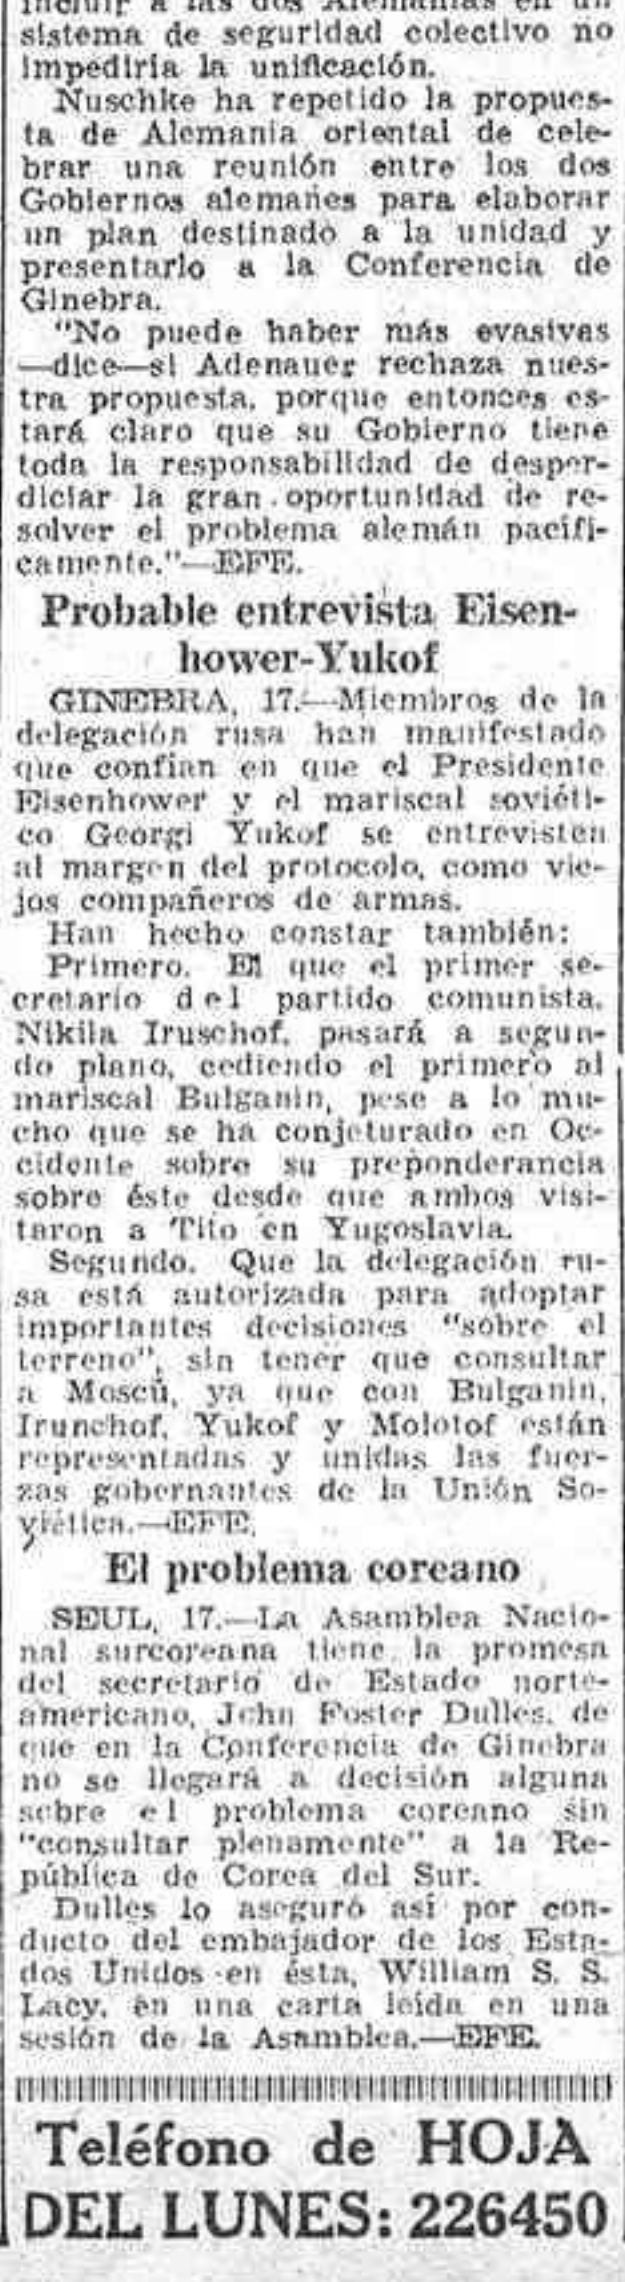 incluir a las dos Alemanias en un
sistema de seguridad colectivo no
impediría la unificación.
Nuschke ha repetido la propues-
ta de Alemania oriental de cele-
brar una reunión entre los dos
Gobiernos alemanes para elaborar
un plan destinado a la unidad y
presentarlo a la Conferencia de
Ginebra.
"No puede haber más evasivas
—dice—si Adenauer rechaza nues-
tra propuesta, porque entonces es-
tará claro que su Gobierno tiene
toda la responsabilidad de desper-
diciar la gran oportunidad de re-
solver el problema alemán pacífi-
camente."—EFE.
Probable entrevista Eisen-
hower-Yukof
GINEBRA, 17.—Miembros de la
delegación rusa han manifestado
que confían en que el Presidente
Eisenhower y el mariscal soviéti-
co Georgi Yukof se entrevisten
al margen del protocolo, como vie-
jos compañeros de armas.
Han hecho constar también:
Primero. El que el primer se-
cretario del partido comunista,
Nikila Iruschof, pasará a segun-
do plano, cediendo el primero al
mariscal Bulganin, pese a lo mu-
cho que se ha conjeturado en Oc-
cidente sobre su preponderancia
sobre éste desde que ambos visi-
taron a Tito en Yugoslavia.
Segundo. Que la delegación ru-
sa está autorizada para adoptar
importantes decisiones "sobre el
terreno", sin tener que consultar
a Moscú, ya que con Bulganin,
Irunchof, Yukof y Molotof están
representadas y unidas las fuer-
zas gobernantes de la Unión So-
viética.—EFE.
El problema coreano
SEUL, 17.—La Asamblea Nacio-
nal surcoreana tiene la promesa
del secretario de Estado norte-
americano, John Foster Dulles, de
que en la Conferencia de Ginebra
no se llegará a decisión alguna
sobre el problema coreano sin
"consultar plenamente" a la Re-
pública de Corea del Sur.
Dulles lo aseguró así por con-
ducto del embajador de los Esta-
dos Unidos en ésta, William S. S.
Lacy, en una carta leída en una
sesión de la Asamblea.—EFE.
Teléfono de HOJA
DEL LUNES: 226450